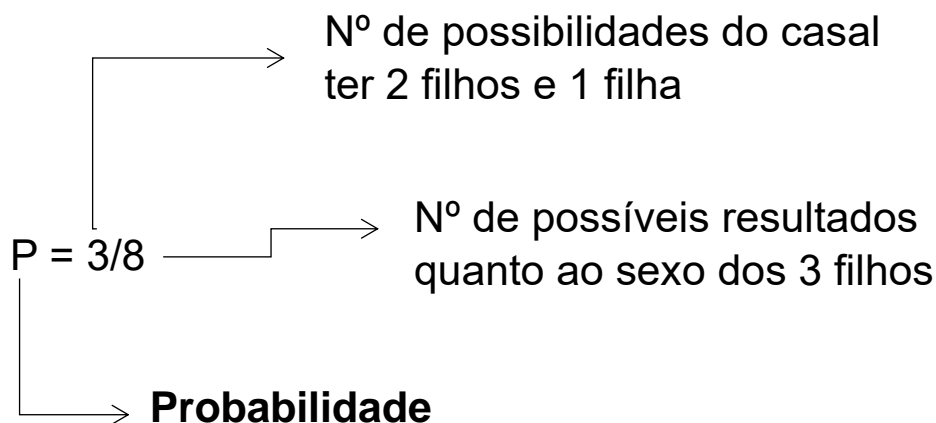 Nº de possibilidades do casal
ter 2 filhos e 1 filha
P = 3/8
Nº de possíveis resultados
quanto ao sexo dos 3 filhos
Probabilidade